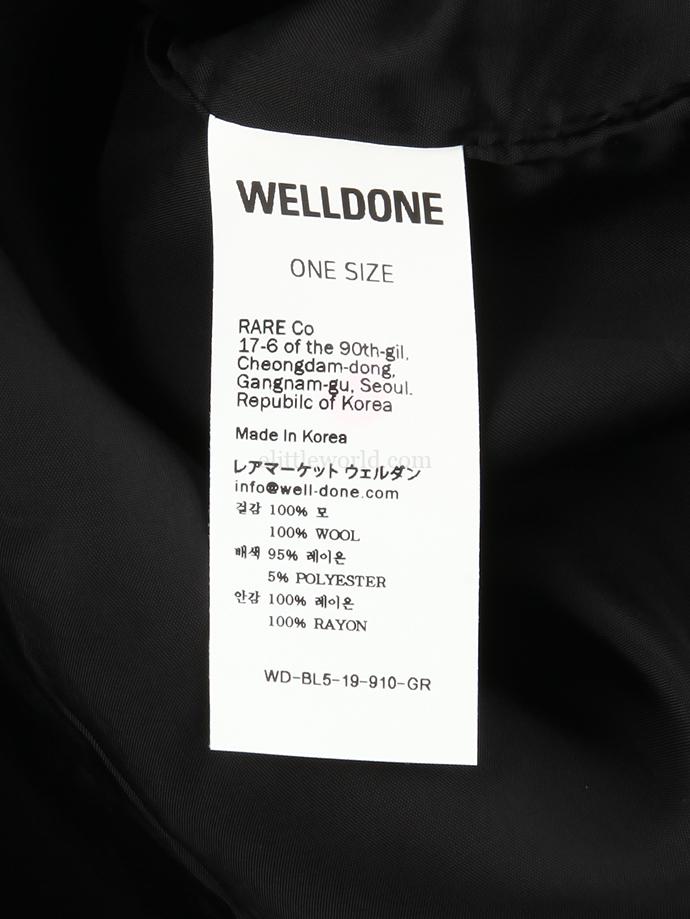 WELLDONE
ONE SIZE
RARE Co
17-6 of the 90th-gil,
Cheongdam-dong,
Gangnam-gu, Seoul.
Repubilc of Korea
Made In Korea
elittleworld.com
レアマーケット ウェルダン
info@well-done.com
겉감 100% 모
100% WOOL
배색 95% 레이온
5% POLYESTER
안감 100% 레이온
100% RAYON
WD-BL5-19-910-GR